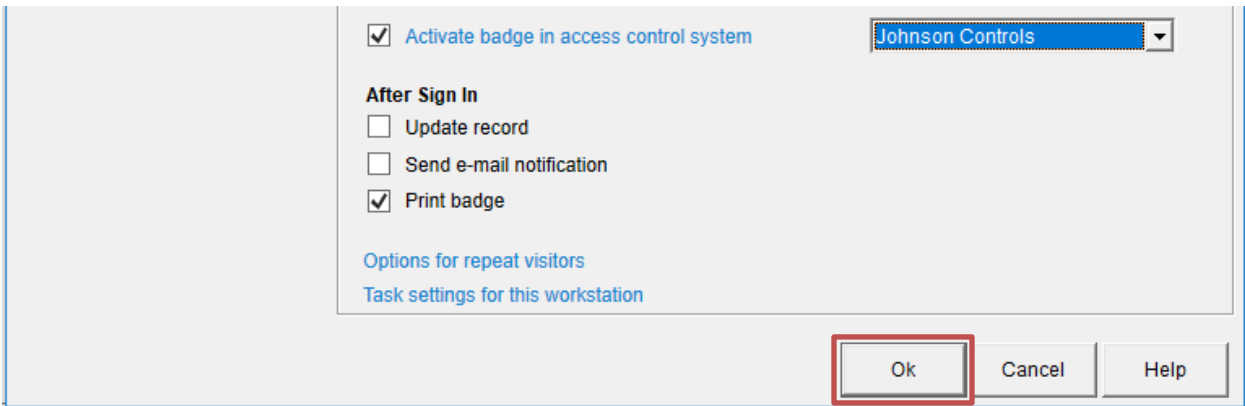 Activate badge in access control system Johnson Controls
After Sign In
Update record
Send e-mail notification
Print badge
Options for repeat visitors
Task settings for this workstation
Ok Cancel Help